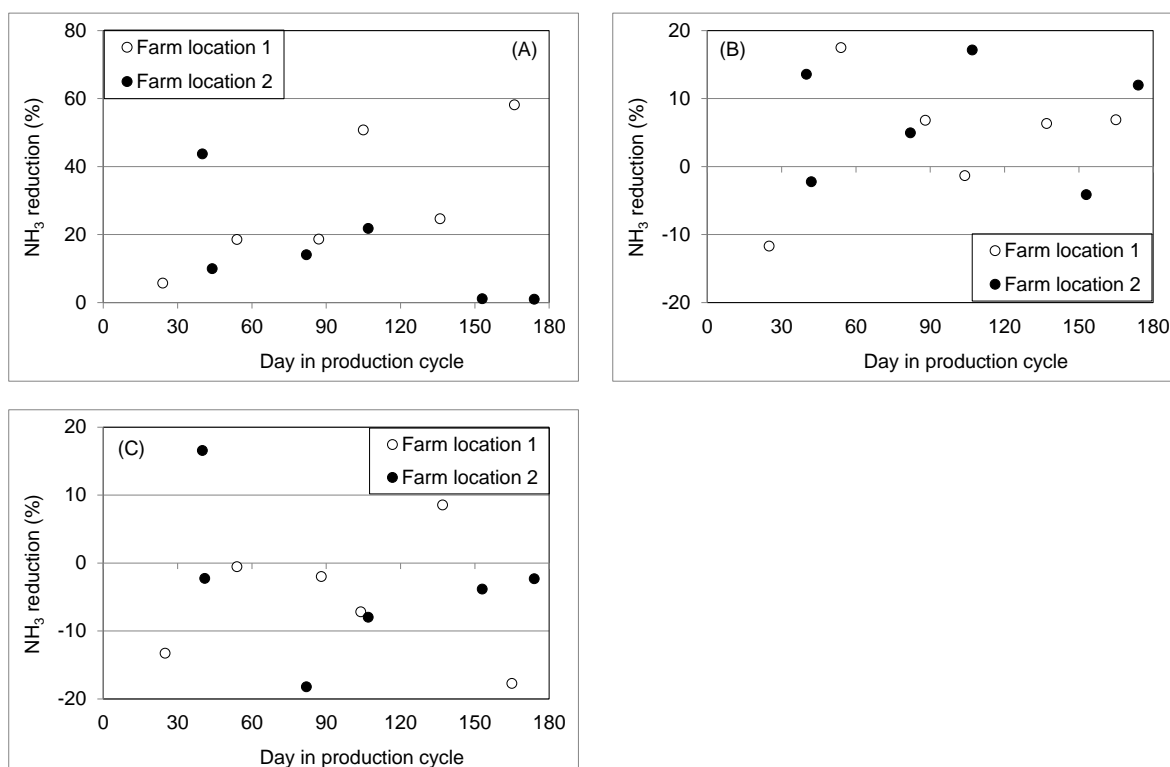 80
60
40
20
0
NH₃ reduction (%)
Farm location 1
Farm location 2
(A)
0 30 60 90 120 150 180
Day in production cycle
20
10
0
-10
-20
NH₃ reduction (%)
(B)
Farm location 1
Farm location 2
0 30 60 90 120 150 180
Day in production cycle
20
10
0
-10
-20
NH₃ reduction (%)
(C)
Farm location 1
Farm location 2
0 30 60 90 120 150 180
Day in production cycle